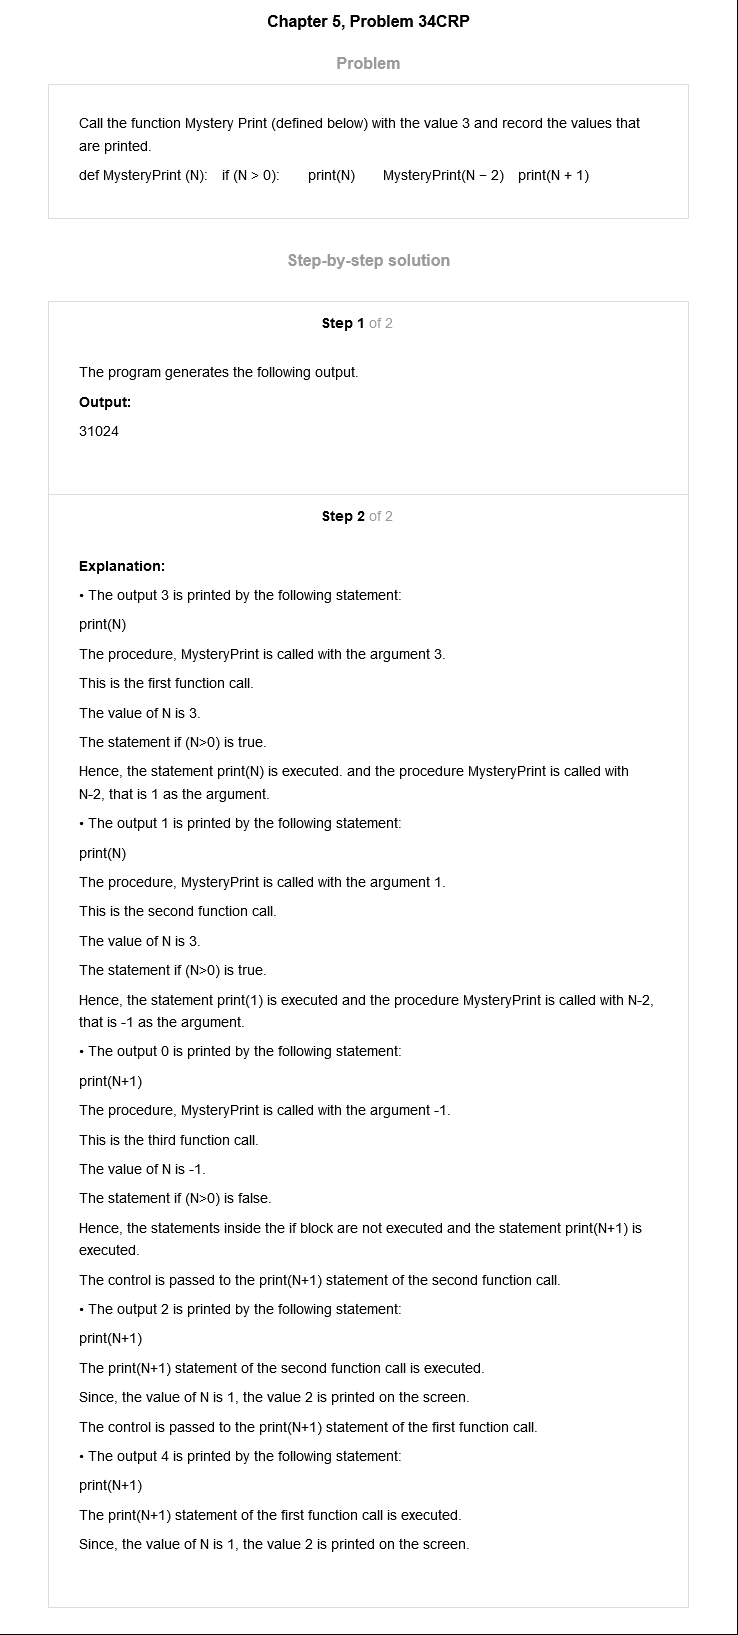 Chapter 5, Problem 34CRP
Problem
Call the function Mystery Print (defined below) with the value 3 and record the values that
are printed.
def MysteryPrint (N): if (N > 0): print(N) MysteryPrint(N − 2) print(N + 1)
Step-by-step solution
Step 1 of 2
The program generates the following output.
Output:
31024
Step 2 of 2
Explanation:
• The output 3 is printed by the following statement:
print(N)
The procedure, MysteryPrint is called with the argument 3.
This is the first function call.
The value of N is 3.
The statement if (N>0) is true.
Hence, the statement print(N) is executed. and the procedure MysteryPrint is called with
N-2, that is 1 as the argument.
• The output 1 is printed by the following statement:
print(N)
The procedure, MysteryPrint is called with the argument 1.
This is the second function call.
The value of N is 3.
The statement if (N>0) is true.
Hence, the statement print(1) is executed and the procedure MysteryPrint is called with N-2,
that is -1 as the argument.
• The output 0 is printed by the following statement:
print(N+1)
The procedure, MysteryPrint is called with the argument -1.
This is the third function call.
The value of N is -1.
The statement if (N>0) is false.
Hence, the statements inside the if block are not executed and the statement print(N+1) is
executed.
The control is passed to the print(N+1) statement of the second function call.
• The output 2 is printed by the following statement:
print(N+1)
The print(N+1) statement of the second function call is executed.
Since, the value of N is 1, the value 2 is printed on the screen.
The control is passed to the print(N+1) statement of the first function call.
• The output 4 is printed by the following statement:
print(N+1)
The print(N+1) statement of the first function call is executed.
Since, the value of N is 1, the value 2 is printed on the screen.